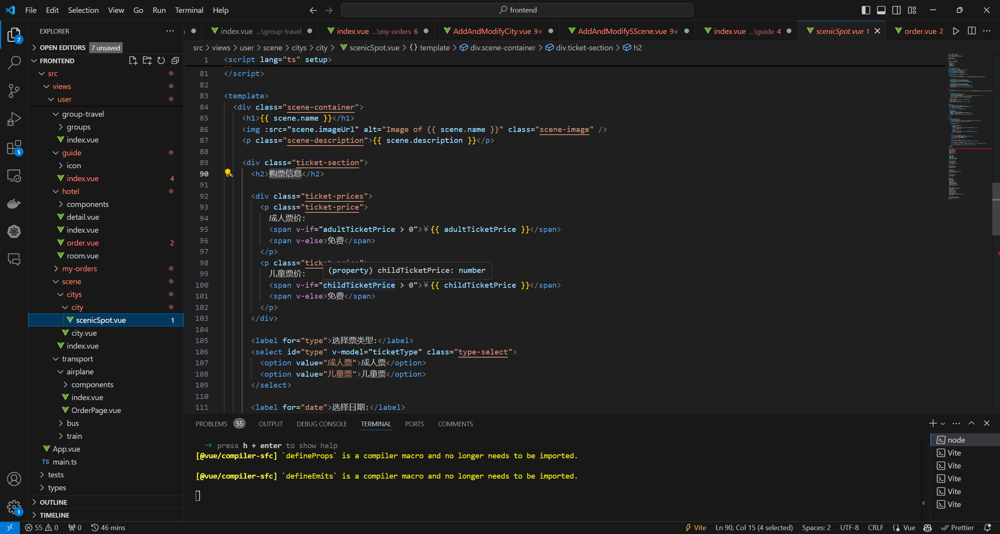 File Edit Selection View Go Run Terminal Help
frontend
EXPLORER
OPEN EDITORS 7 unsaved
FRONTEND
src
views
user
group-travel
groups
index.vue
guide
icon
index.vue 4
hotel
components
detail.vue
index.vue
order.vue 2
room.vue
my-orders
scene
citys
city
scenicSpot.vue 1
city.vue
index.vue
transport
airplane
components
index.vue
OrderPage.vue
bus
train
App.vue
TS main.ts
tests
types
OUTLINE
TIMELINE
7
5
1
index.vue ...\group-travel
index.vue ...\my-orders 6
AddAndModifyCity.vue 9+
AddAndModifySScene.vue 9+
index.vue ...\guide 4
scenicSpot.vue 1
order.vue 2
src > views > user > scene > citys > city > scenicSpot.vue > {} template > div.scene-container > div.ticket-section > h2
1 <script lang="ts" setup>
81 </script>
82
83 <template>
84 <div class="scene-container">
85 <h1>{{ scene.name }}</h1>
86 <img :src="scene.imageUrl" alt="Image of {{ scene.name }}" class="scene-image" />
87 <p class="scene-description">{{ scene.description }}</p>
88
89 <div class="ticket-section">
90 <h2>购票信息</h2>
91
92 <div class="ticket-prices">
93 <p class="ticket-price">
94 成人票价:
95 <span v-if="adultTicketPrice > 0">¥{{ adultTicketPrice }}</span>
96 <span v-else>免费</span>
97 </p>
98 <p class="ticket-price">
(property) childTicketPrice: number
99 儿童票价:
100 <span v-if="childTicketPrice > 0">¥{{ childTicketPrice }}</span>
101 <span v-else>免费</span>
102 </p>
103 </div>
104
105 <label for="type">选择票类型:</label>
106 <select id="type" v-model="ticketType" class="type-select">
107 <option value="成人票">成人票</option>
108 <option value="儿童票">儿童票</option>
109 </select>
110
111 <label for="date">选择日期:</label>
PROBLEMS 55 OUTPUT DEBUG CONSOLE TERMINAL PORTS COMMENTS
➜ press h + enter to show help
[@vue/compiler-sfc] `defineProps` is a compiler macro and no longer needs to be imported.
[@vue/compiler-sfc] `defineEmits` is a compiler macro and no longer needs to be imported.
node
Vite
Vite
Vite
Vite
Vite
55 0 0 46 mins
Vite Ln 90, Col 15 (4 selected) Spaces: 2 UTF-8 CRLF {} Vue Prettier